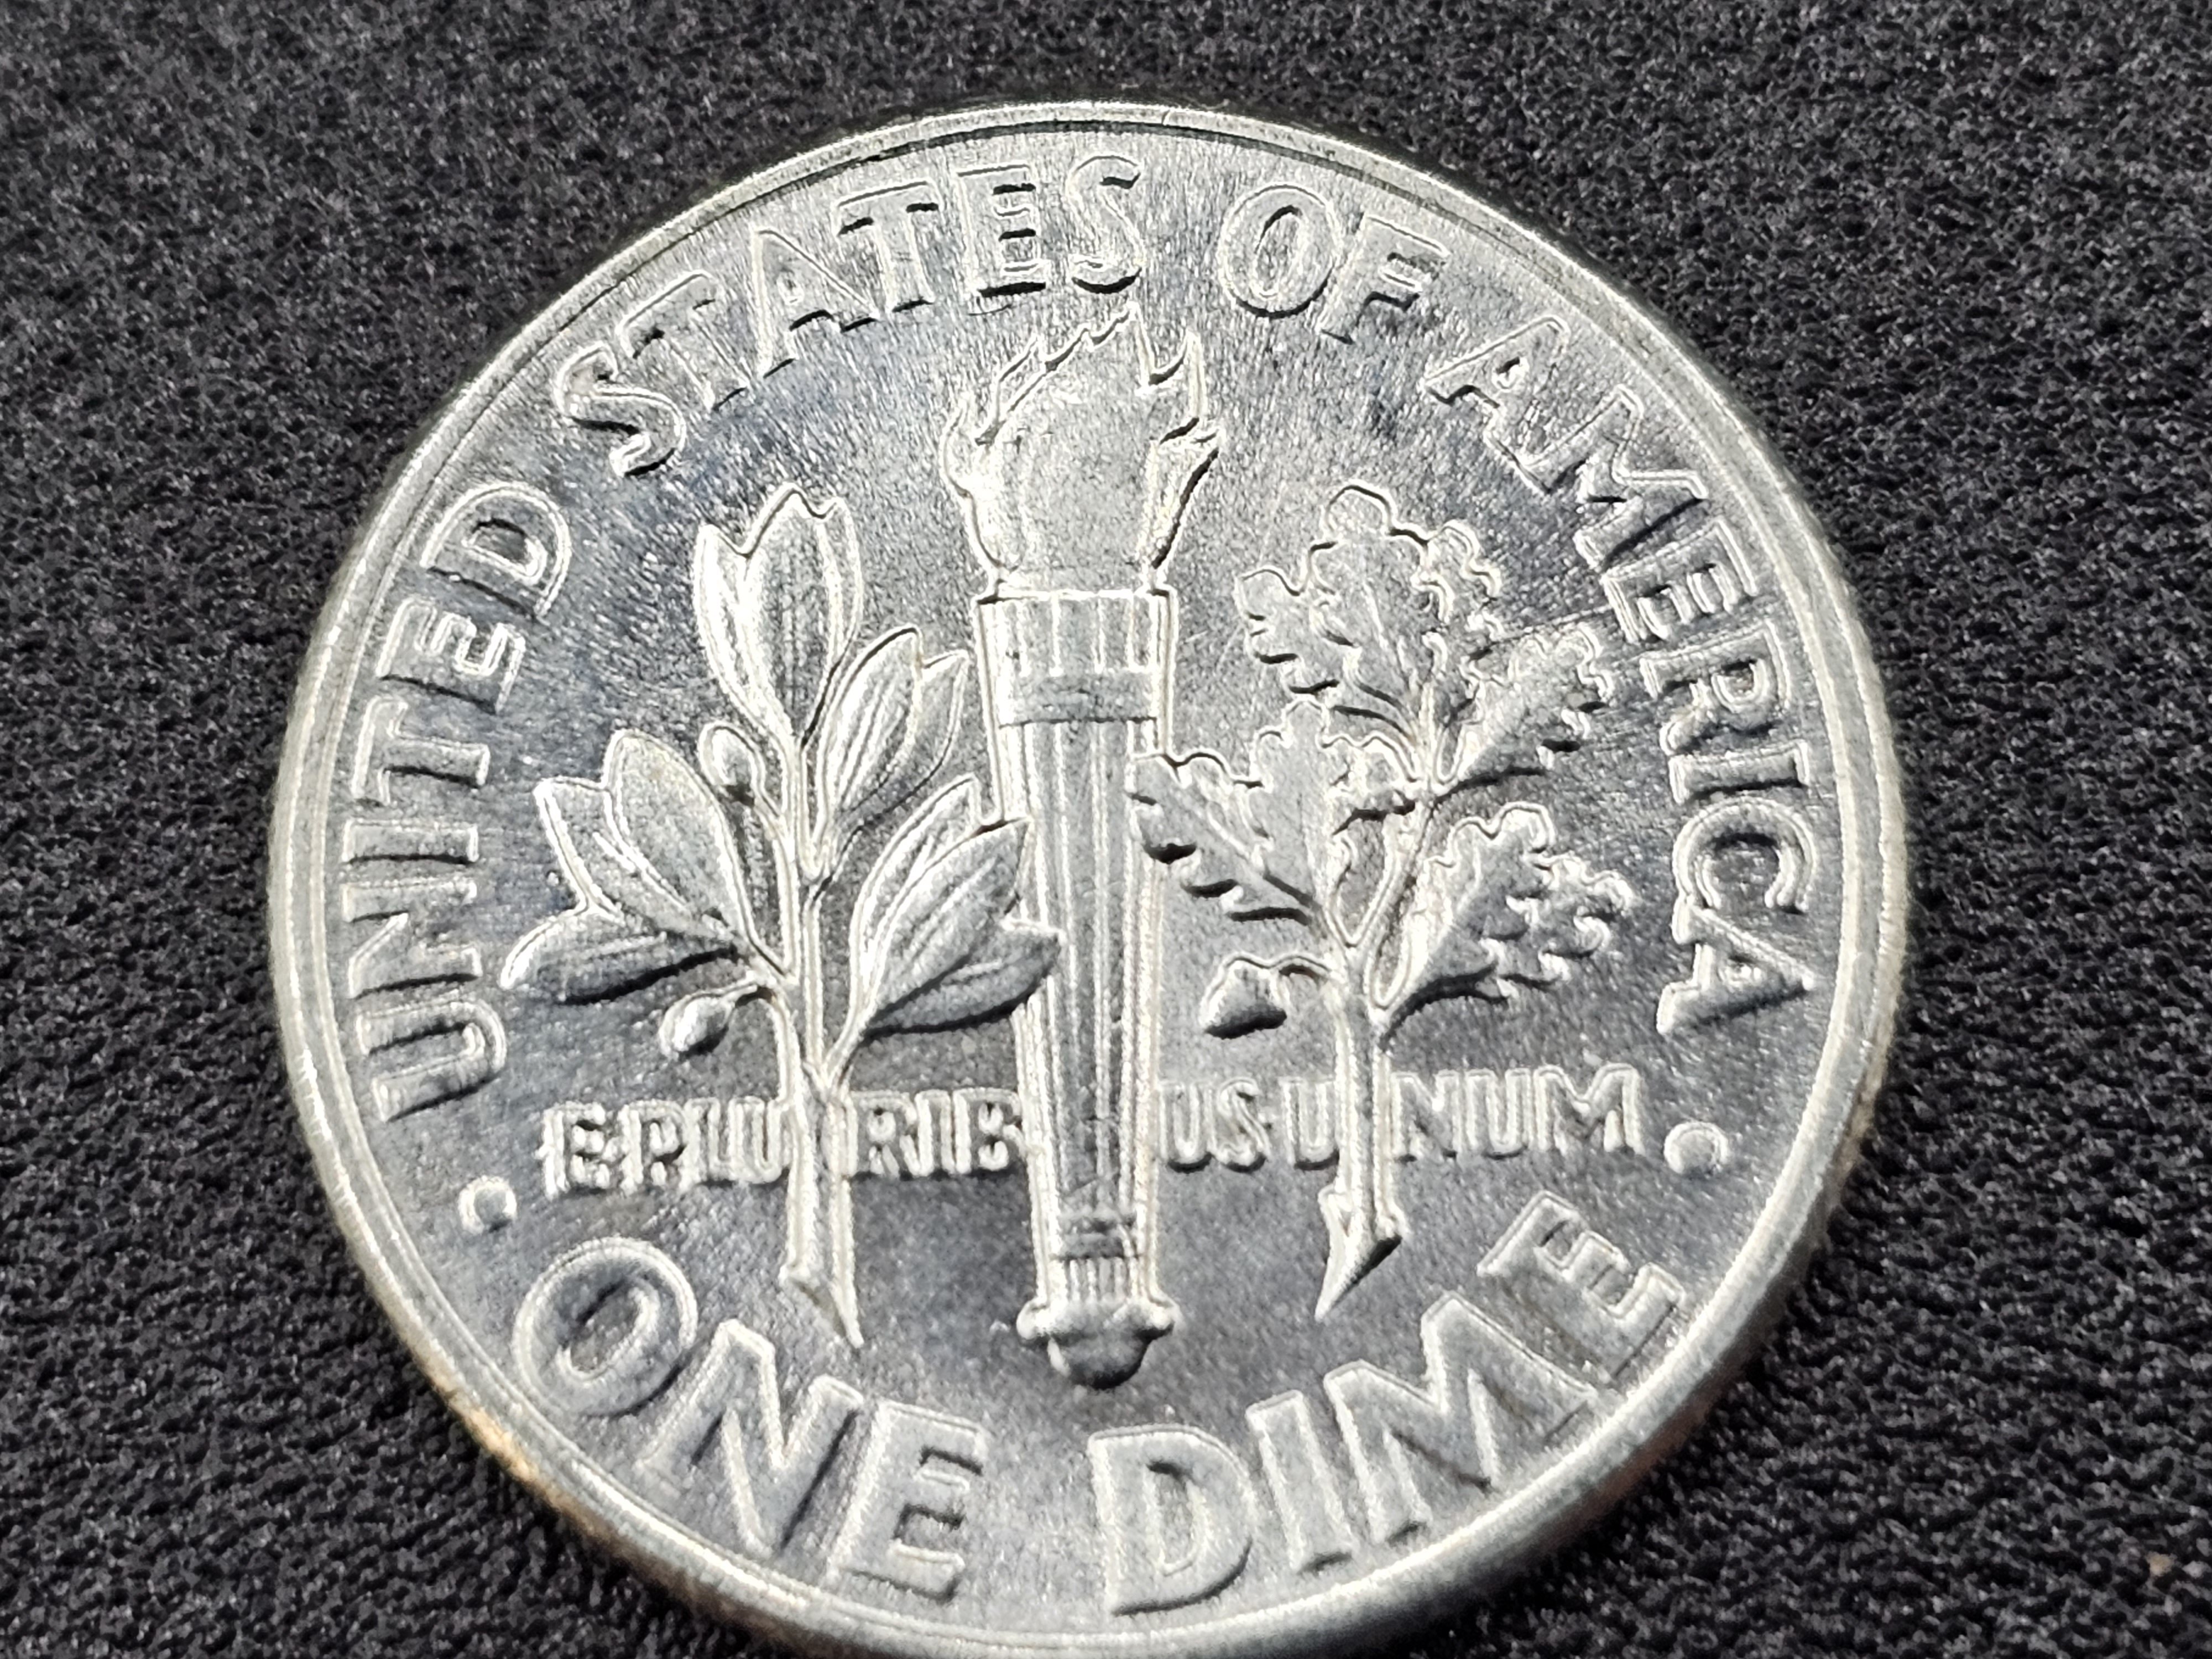 UNITED STATES OF AMERICA
E PLURIBUS UNUM
ONE DIME